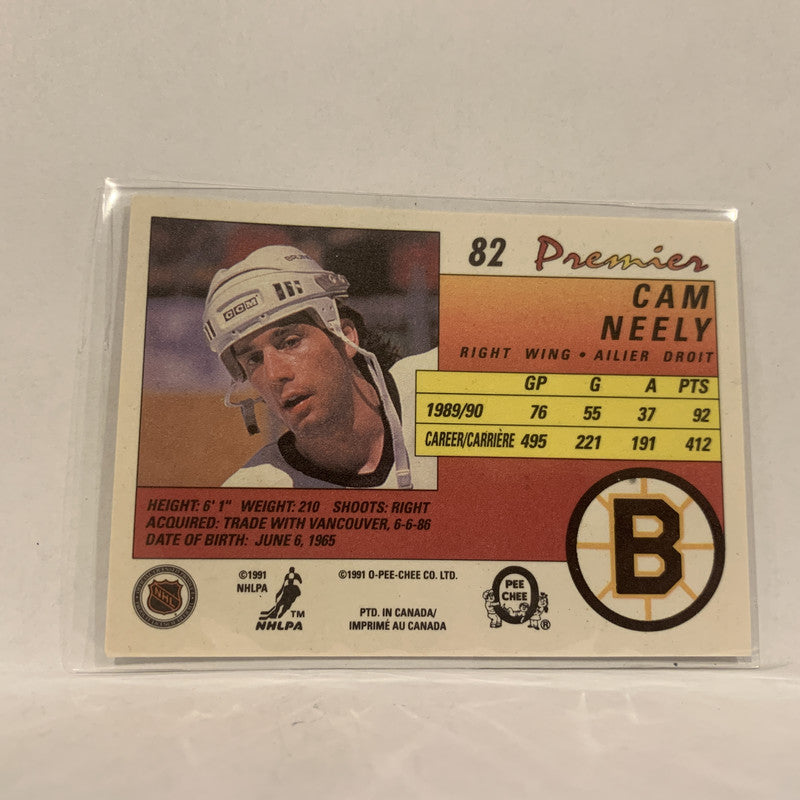 82 Premier
CAM
NEELY
RIGHT WING • AILIER DROIT
GP G A PTS
1989/90 76 55 37 92
CAREER/CARRIÈRE 495 221 191 412
CCM
HEIGHT: 6' 1" WEIGHT: 210 SHOOTS: RIGHT
ACQUIRED: TRADE WITH VANCOUVER, 6-6-86
DATE OF BIRTH: JUNE 6, 1965
B
NHL
©1991
NHLPA
TM
NHLPA
©1991 O-PEE-CHEE CO. LTD.
PTD. IN CANADA/
IMPRIMÉ AU CANADA
PEE
CHEE
®